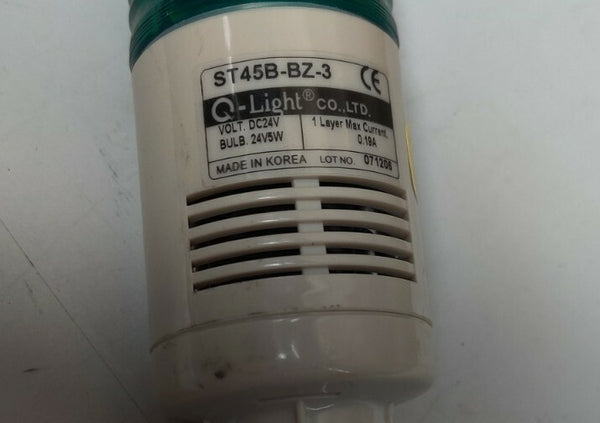 ST45B-BZ-3 CE
Q-Light® CO.,LTD.
VOLT. DC24V
BULB. 24V5W
1 Layer Max Current.
0.19A
MADE IN KOREA LOT NO. 071206